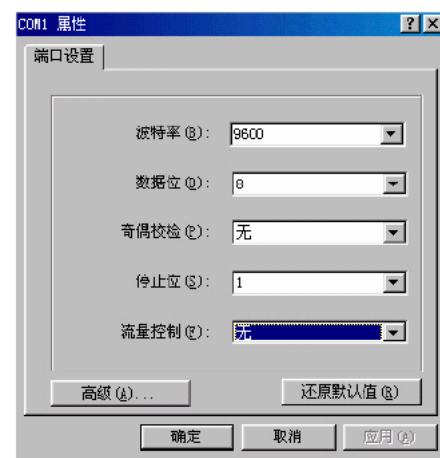 COM1 属性
端口设置
波特率(B): 9600
数据位(D): 8
奇偶校检(P): 无
停止位(S): 1
流量控制(F): 无
高级(A)... 还原默认值(R)
确定 取消 应用(A)